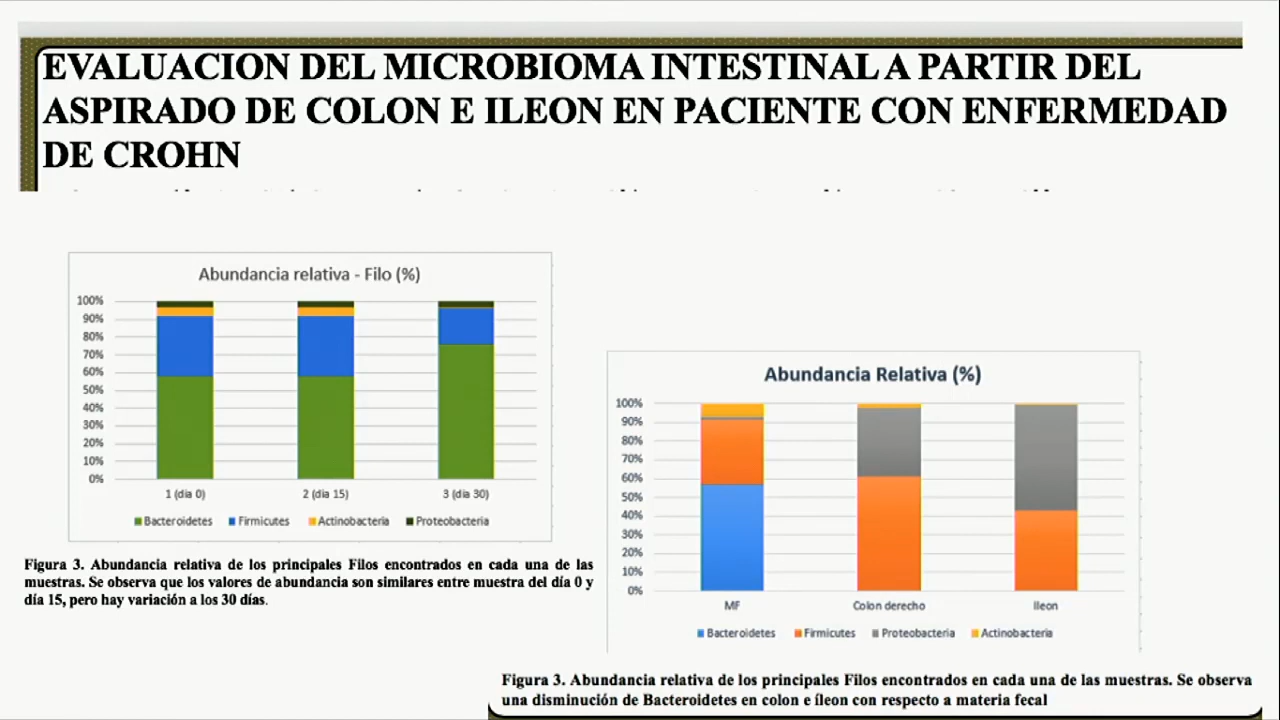 EVALUACION DEL MICROBIOMA INTESTINAL A PARTIR DEL
ASPIRADO DE COLON E ILEON EN PACIENTE CON ENFERMEDAD
DE CROHN
Abundancia relativa - Filo (%)
100%
90%
80%
70%
60%
50%
40%
30%
20%
10%
0%
1 (dia 0) 2 (dia 15) 3 (dia 30)
Bacteroidetes Firmicutes Actinobacteria Proteobacteria
Figura 3. Abundancia relativa de los principales Filos encontrados en cada una de las
muestras. Se observa que los valores de abundancia son similares entre muestra del día 0 y
día 15, pero hay variación a los 30 días.
Abundancia Relativa (%)
100%
90%
80%
70%
60%
50%
40%
30%
20%
10%
0%
MF Colon derecho Ileon
Bacteroidetes Firmicutes Proteobacteria Actinobacteria
Figura 3. Abundancia relativa de los principales Filos encontrados en cada una de las muestras. Se observa
una disminución de Bacteroidetes en colon e íleon con respecto a materia fecal